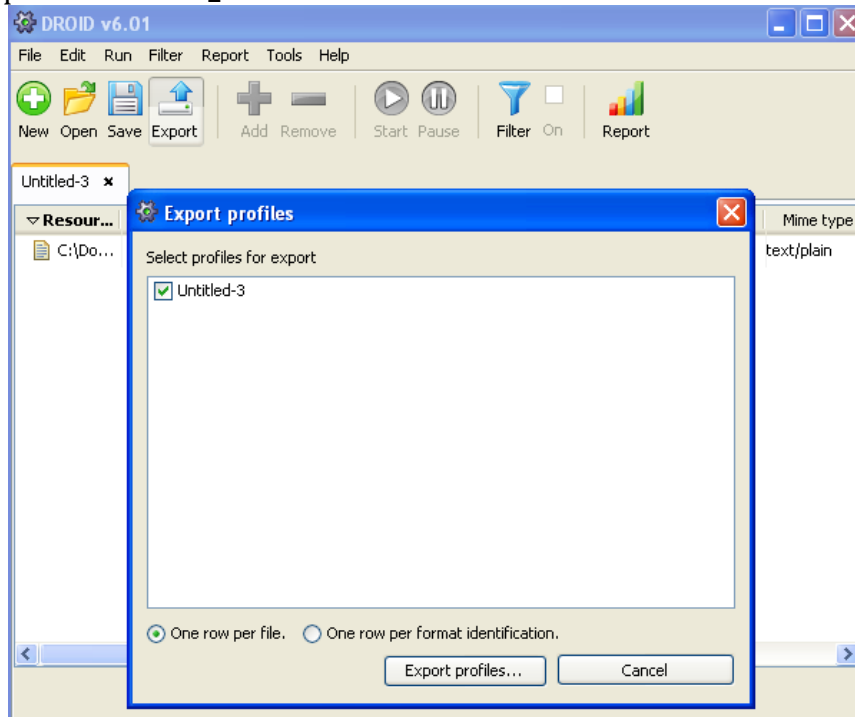 DROID v6.01
File Edit Run Filter Report Tools Help
New Open Save Export Add Remove Start Pause Filter On Report
Untitled-3
Resour... Mime type
C:\Do... text/plain
Export profiles
Select profiles for export
Untitled-3
One row per file. One row per format identification.
Export profiles... Cancel